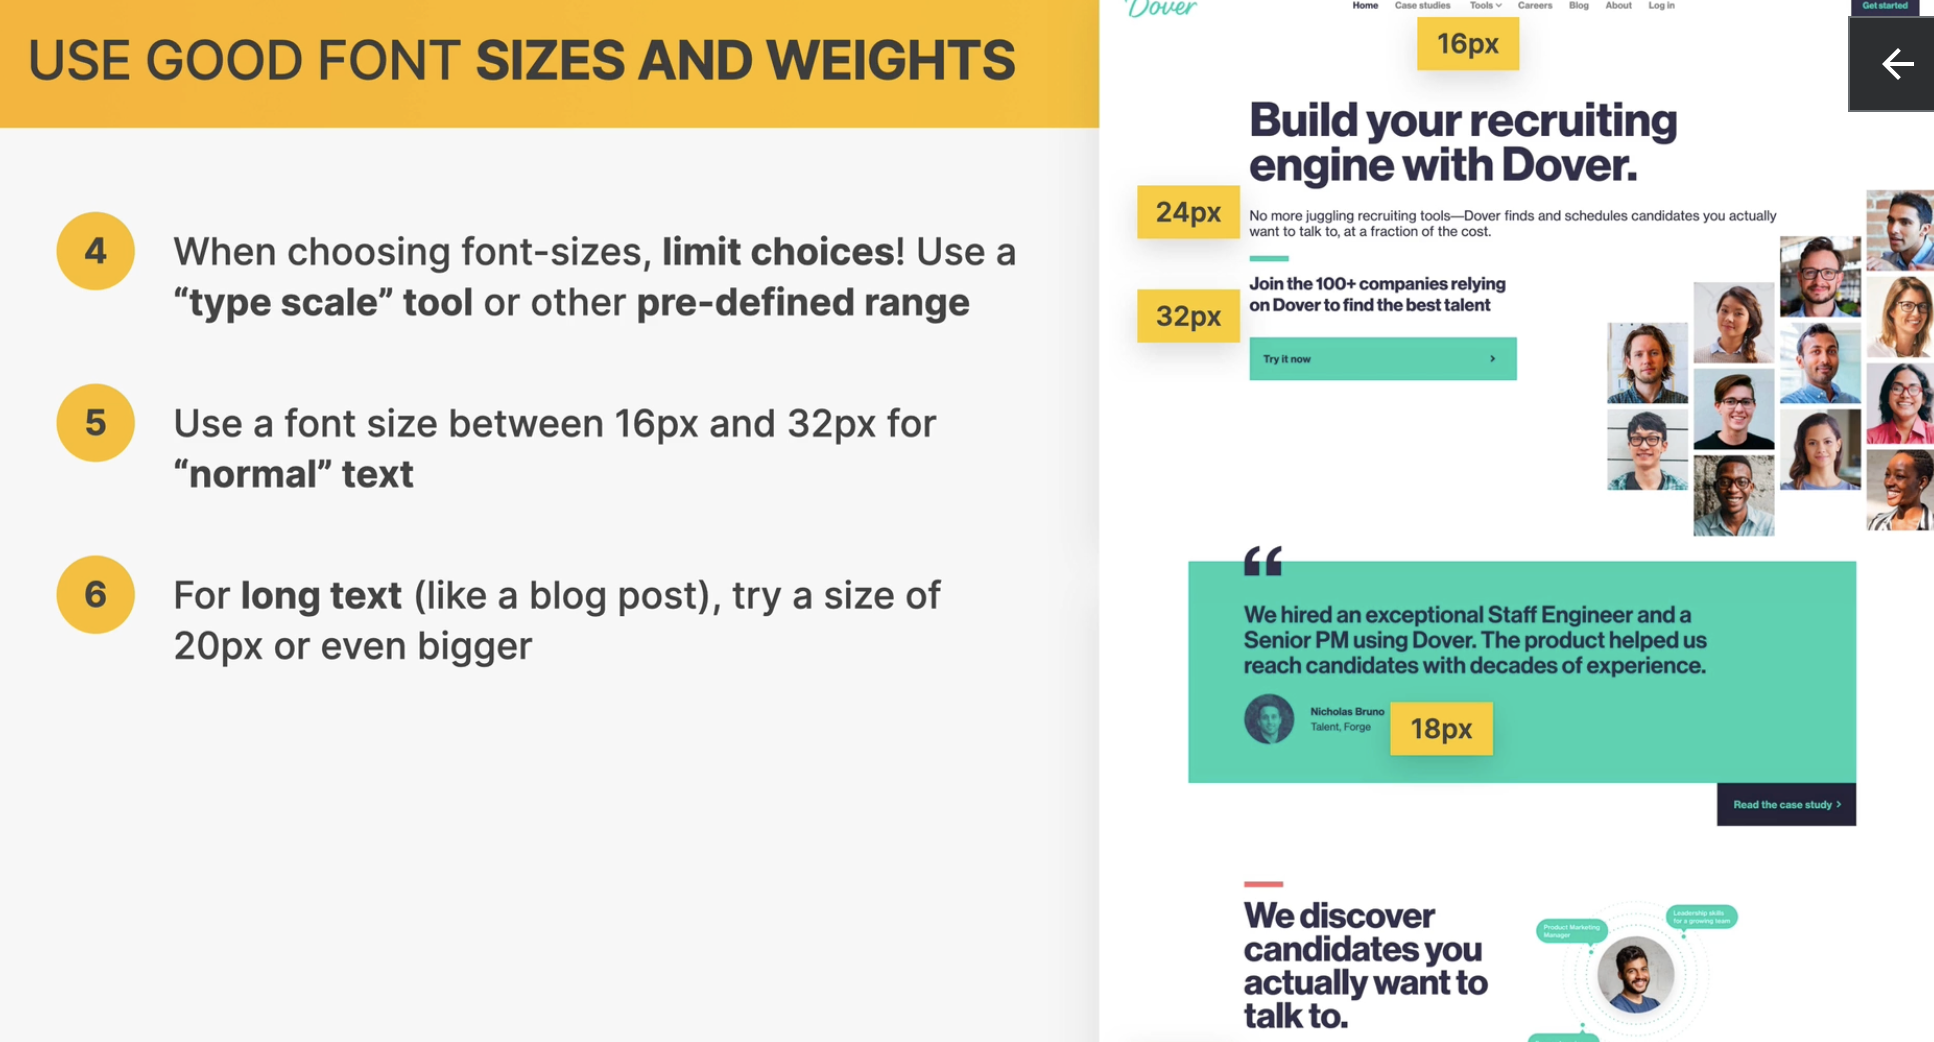 USE GOOD FONT SIZES AND WEIGHTS
4
When choosing font-sizes, limit choices! Use a
“type scale” tool or other pre-defined range
5
Use a font size between 16px and 32px for
“normal” text
6
For long text (like a blog post), try a size of
20px or even bigger
Dover
Home Case studies Tools Careers Blog About Log in Get started
16px
Build your recruiting
engine with Dover.
24px
No more juggling recruiting tools—Dover finds and schedules candidates you actually
want to talk to, at a fraction of the cost.
32px
Join the 100+ companies relying
on Dover to find the best talent
Try it now
“
We hired an exceptional Staff Engineer and a
Senior PM using Dover. The product helped us
reach candidates with decades of experience.
Nicholas Bruno
Talent, Forge
18px
Read the case study
We discover
candidates you
actually want to
talk to.
Leadership skills
for a growing team
Product Marketing
Manager